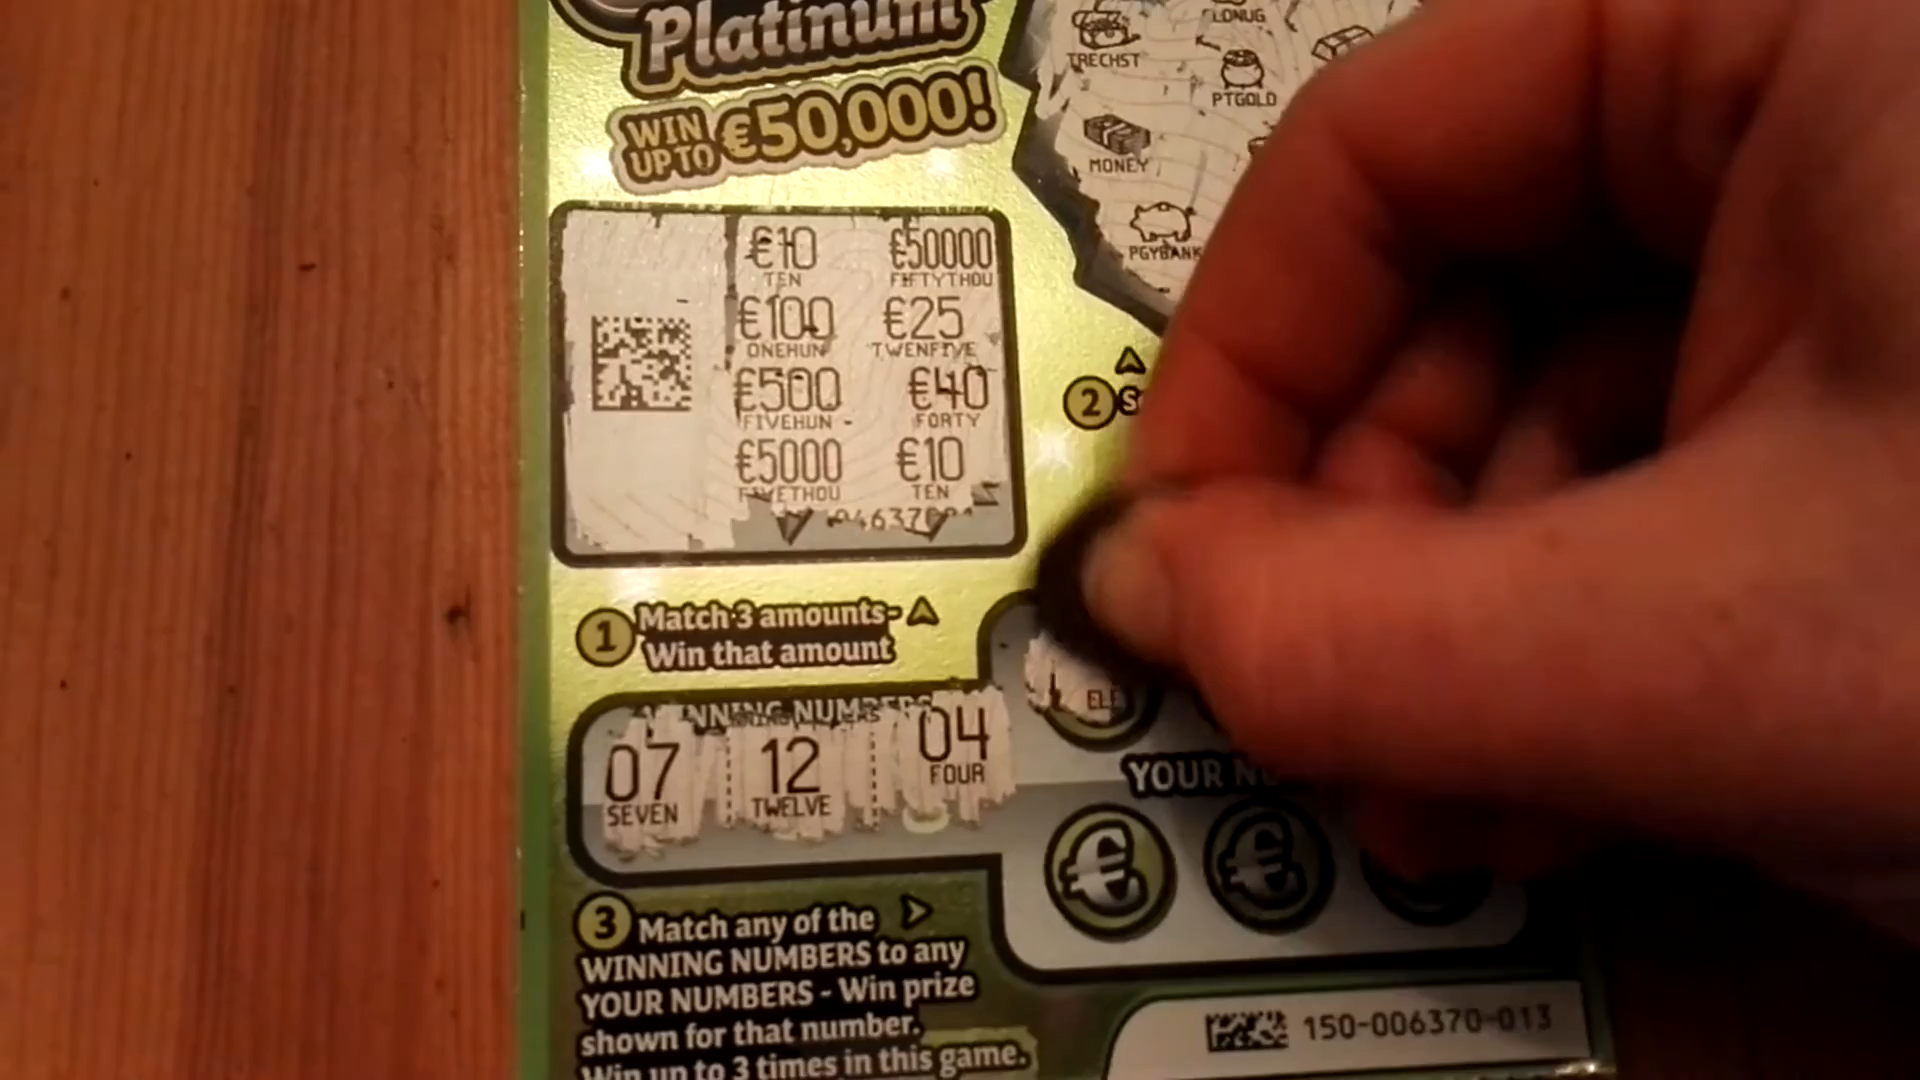 Platinum
WIN UP TO €50,000!
€10 €50000
TEN FIFTYTHOU
€100 €25
ONEHUN TWENFIVE
€500 €40
FIVEHUN FORTY
€5000 €10
FIVETHOU TEN
TRECHST
PTGOLD
MONEY
PGYBANK
1 Match 3 amounts-
Win that amount
2
WINNING NUMBERS
07 12 04
SEVEN TWELVE FOUR
YOUR
€ €
3 Match any of the
WINNING NUMBERS to any
YOUR NUMBERS - Win prize
shown for that number.
Win up to 3 times in this game.
150-006370-013